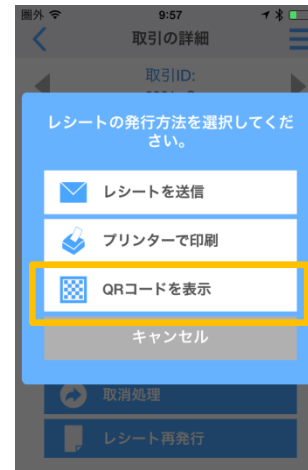 圏外 9:57
取引の詳細
取引ID:
レシートの発行方法を選択してくだ
さい。
レシートを送信
プリンターで印刷
QRコードを表示
キャンセル
取消処理
レシート再発行